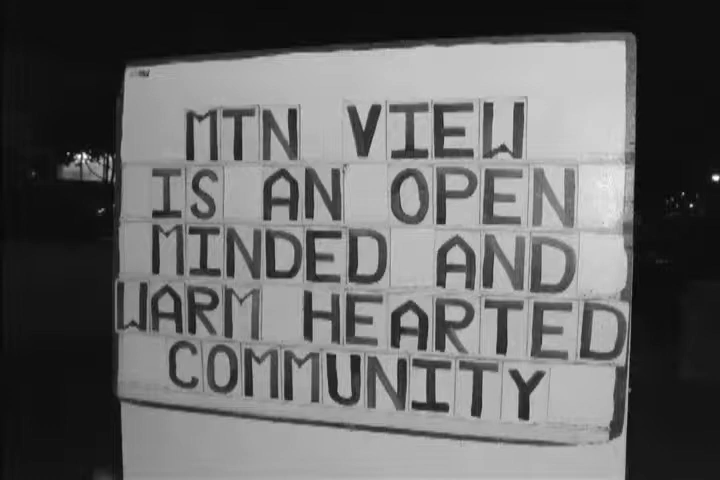 MTN VIEW
IS AN OPEN
MINDED AND
WARM HEARTED
COMMUNITY